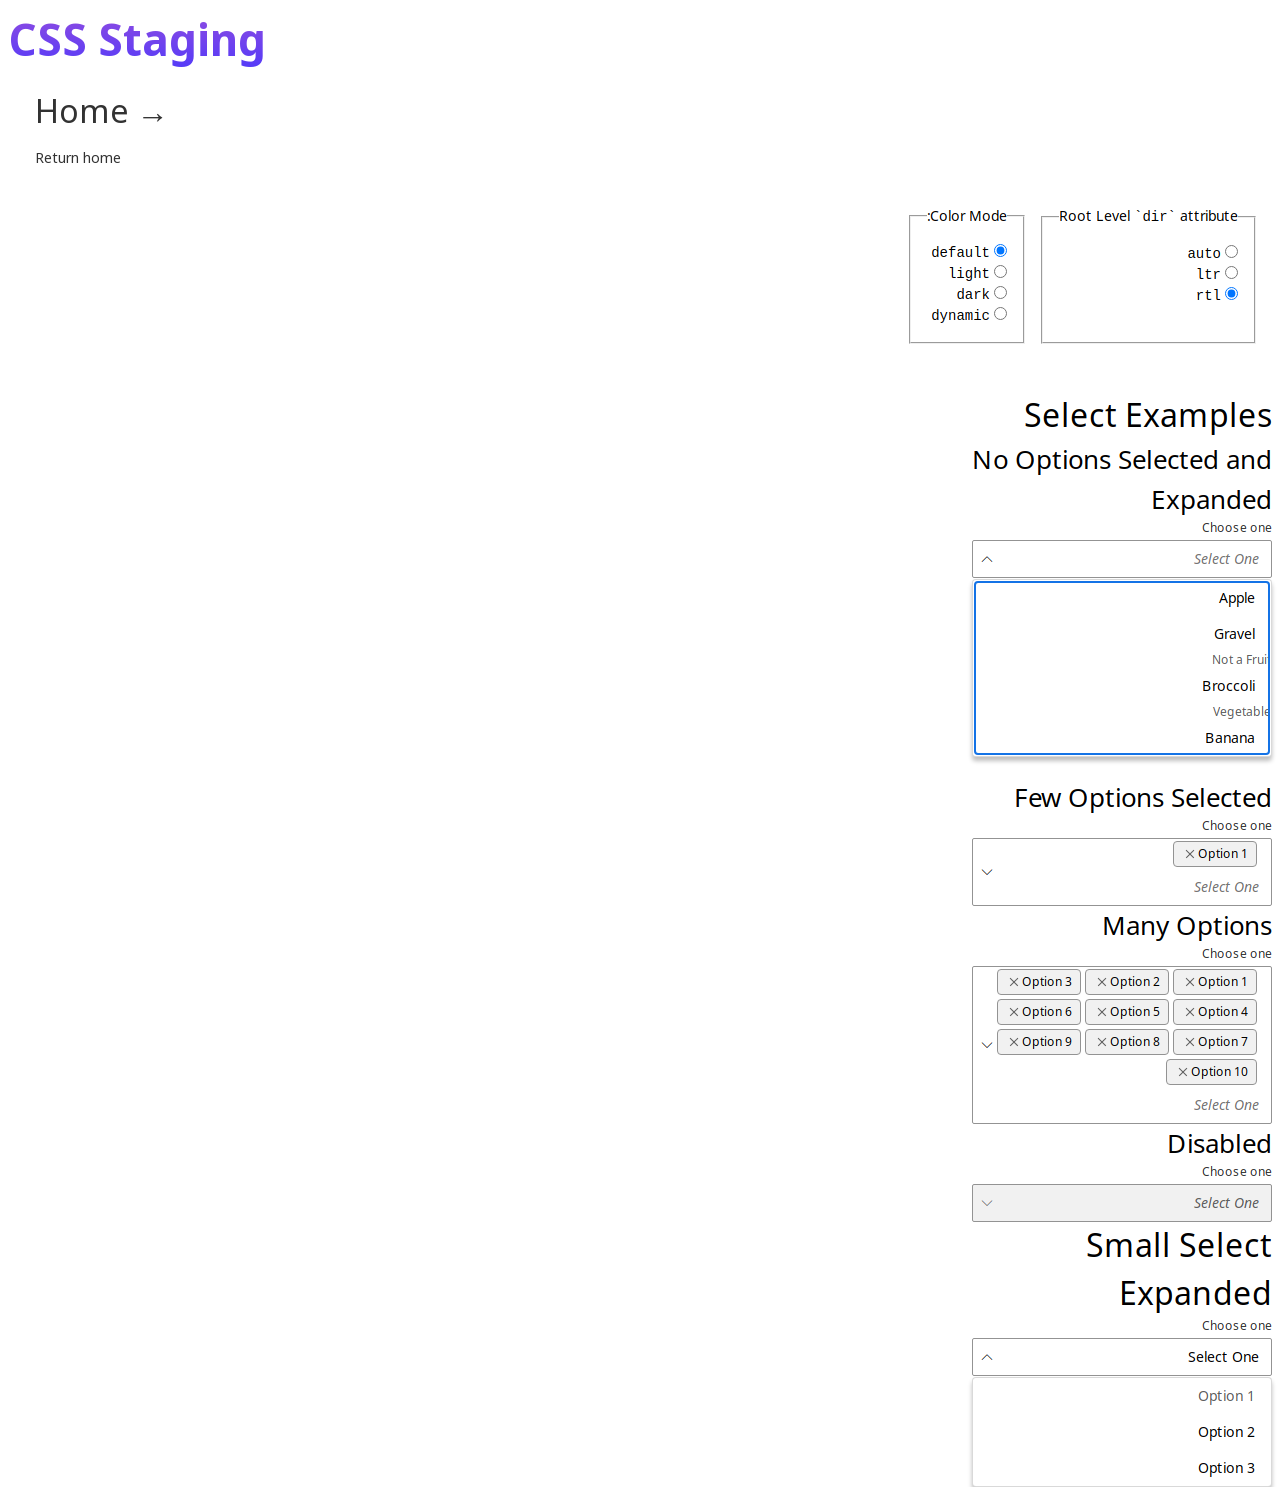 CSS Staging
Home →
Return home
Root Level `dir` attribute
auto
ltr
rtl
:Color Mode
default
light
dark
dynamic
Select Examples
No Options Selected and
Expanded
Choose one
Select One
Apple
Gravel
Not a Fruit
Broccoli
Vegetable
Banana
Few Options Selected
Choose one
Option 1
Select One
Many Options
Choose one
Option 3 Option 2 Option 1
Option 6 Option 5 Option 4
Option 9 Option 8 Option 7
Option 10
Select One
Disabled
Choose one
Select One
Small Select
Expanded
Choose one
Select One
Option 1
Option 2
Option 3